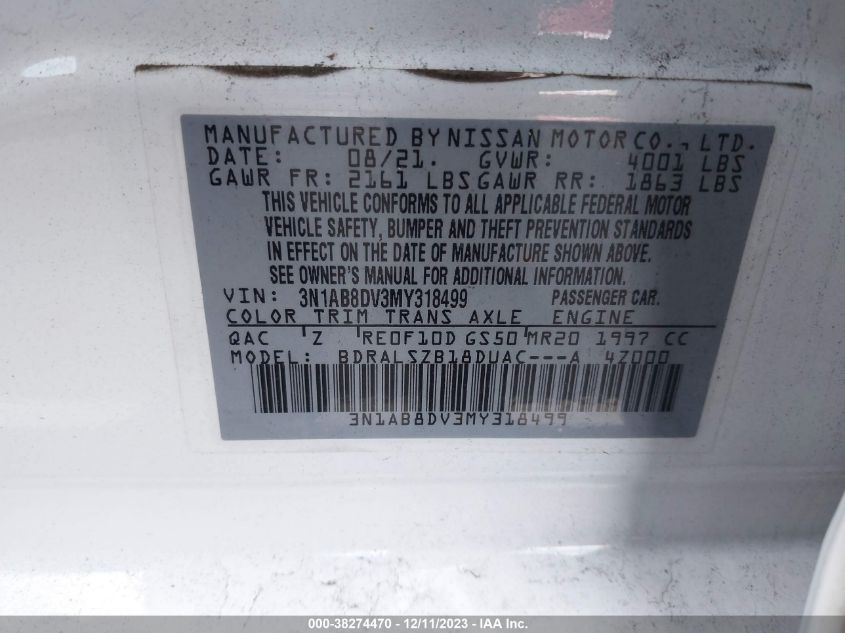 MANUFACTURED BY NISSAN MOTOR CO., LTD.
DATE: 08/21. GVWR: 4001 LBS
GAWR FR: 2161 LBS GAWR RR: 1863 LBS
THIS VEHICLE CONFORMS TO ALL APPLICABLE FEDERAL MOTOR
VEHICLE SAFETY, BUMPER AND THEFT PREVENTION STANDARDS
IN EFFECT ON THE DATE OF MANUFACTURE SHOWN ABOVE.
SEE OWNER'S MANUAL FOR ADDITIONAL INFORMATION.
VIN: 3N1AB8DV3MY318499 PASSENGER CAR.
COLOR TRIM TRANS AXLE ENGINE
QAC Z RE0F10D GS50 MR20 1997 CC
MODEL: BDRALSZB18DUAC---A 4Z000
3N1AB8DV3MY318499
000-38274470 - 12/11/2023 - IAA Inc.